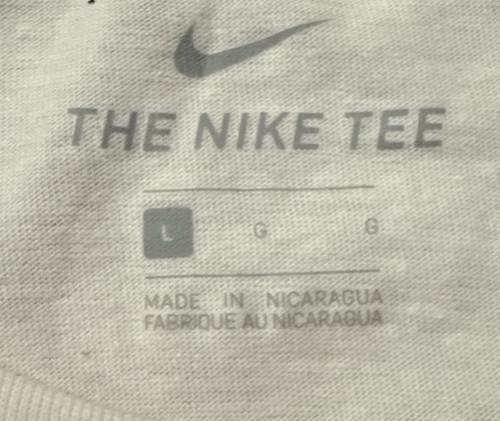 THE NIKE TEE
L G G
MADE IN NICARAGUA
FABRIQUE AU NICARAGUA